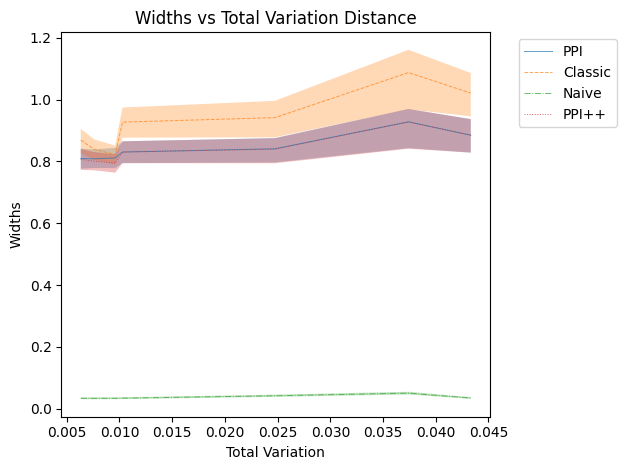 Widths vs Total Variation Distance
PPI
Classic
Naive
PPI++
1.2
1.0
0.8
0.6
0.4
0.2
0.0
Widths
0.005 0.010 0.015 0.020 0.025 0.030 0.035 0.040 0.045
Total Variation